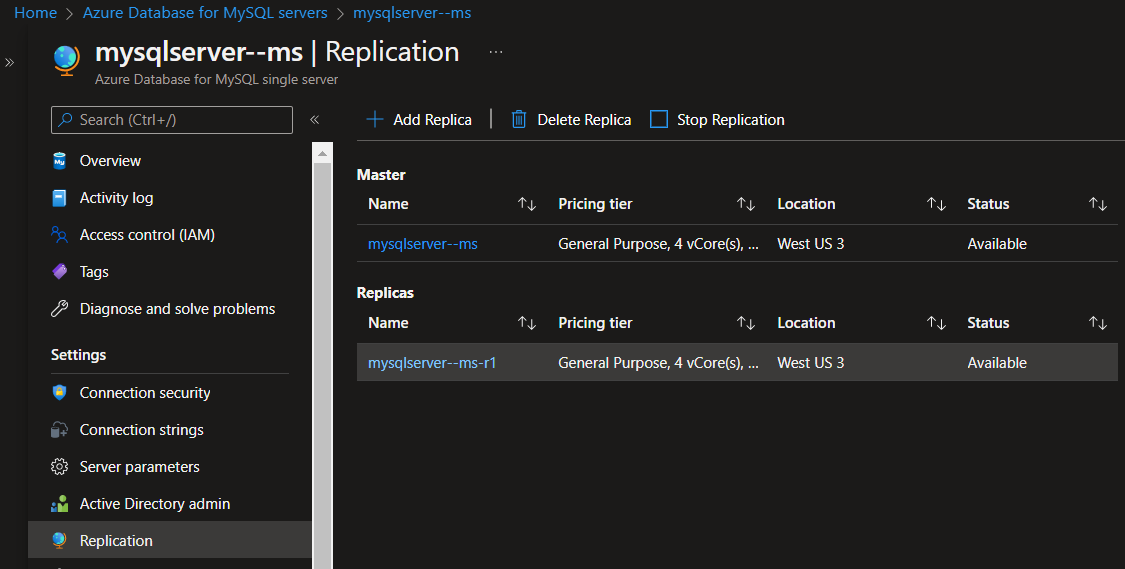 Home > Azure Database for MySQL servers > mysqlserver--ms
mysqlserver--ms | Replication ...
Azure Database for MySQL single server
Search (Ctrl+/)
Overview
Activity log
Access control (IAM)
Tags
Diagnose and solve problems
Settings
Connection security
Connection strings
Server parameters
Active Directory admin
Replication
Add Replica | Delete Replica Stop Replication
Master
Name Pricing tier Location Status
mysqlserver--ms General Purpose, 4 vCore(s), ... West US 3 Available
Replicas
Name Pricing tier Location Status
mysqlserver--ms-r1 General Purpose, 4 vCore(s), ... West US 3 Available